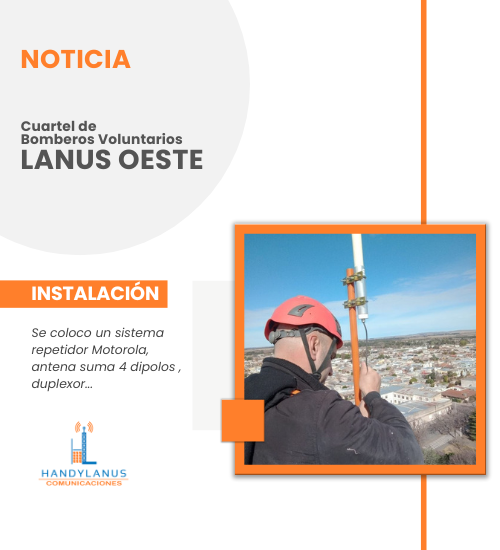 NOTICIA
Cuartel de
Bomberos Voluntarios
LANUS OESTE
INSTALACIÓN
Se coloco un sistema
repetidor Motorola,
antena suma 4 dipolos ,
duplexor...
HANDYLANUS
COMUNICACIONES